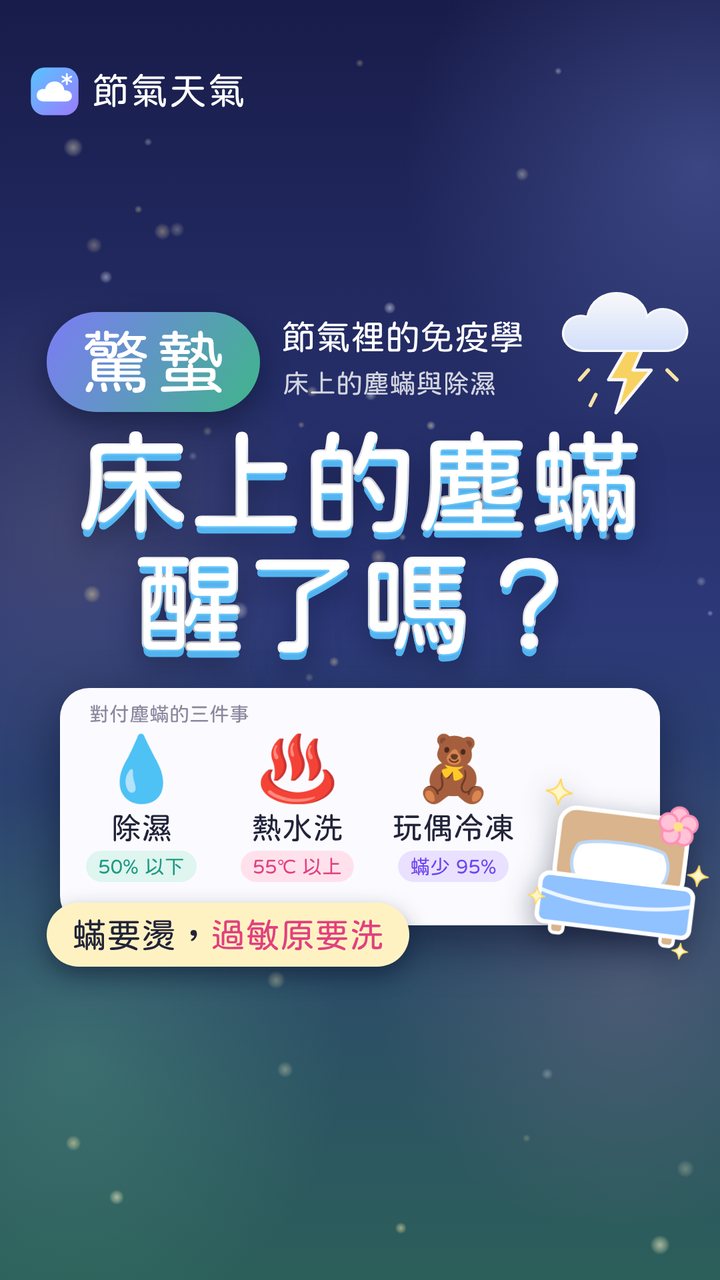 節氣天氣
驚蟄
節氣裡的免疫學
床上的塵蟎與除濕
床上的塵蟎
醒了嗎？
對付塵蟎的三件事
除濕
50% 以下
熱水洗
55℃ 以上
玩偶冷凍
蟎少 95%
蟎要燙，過敏原要洗